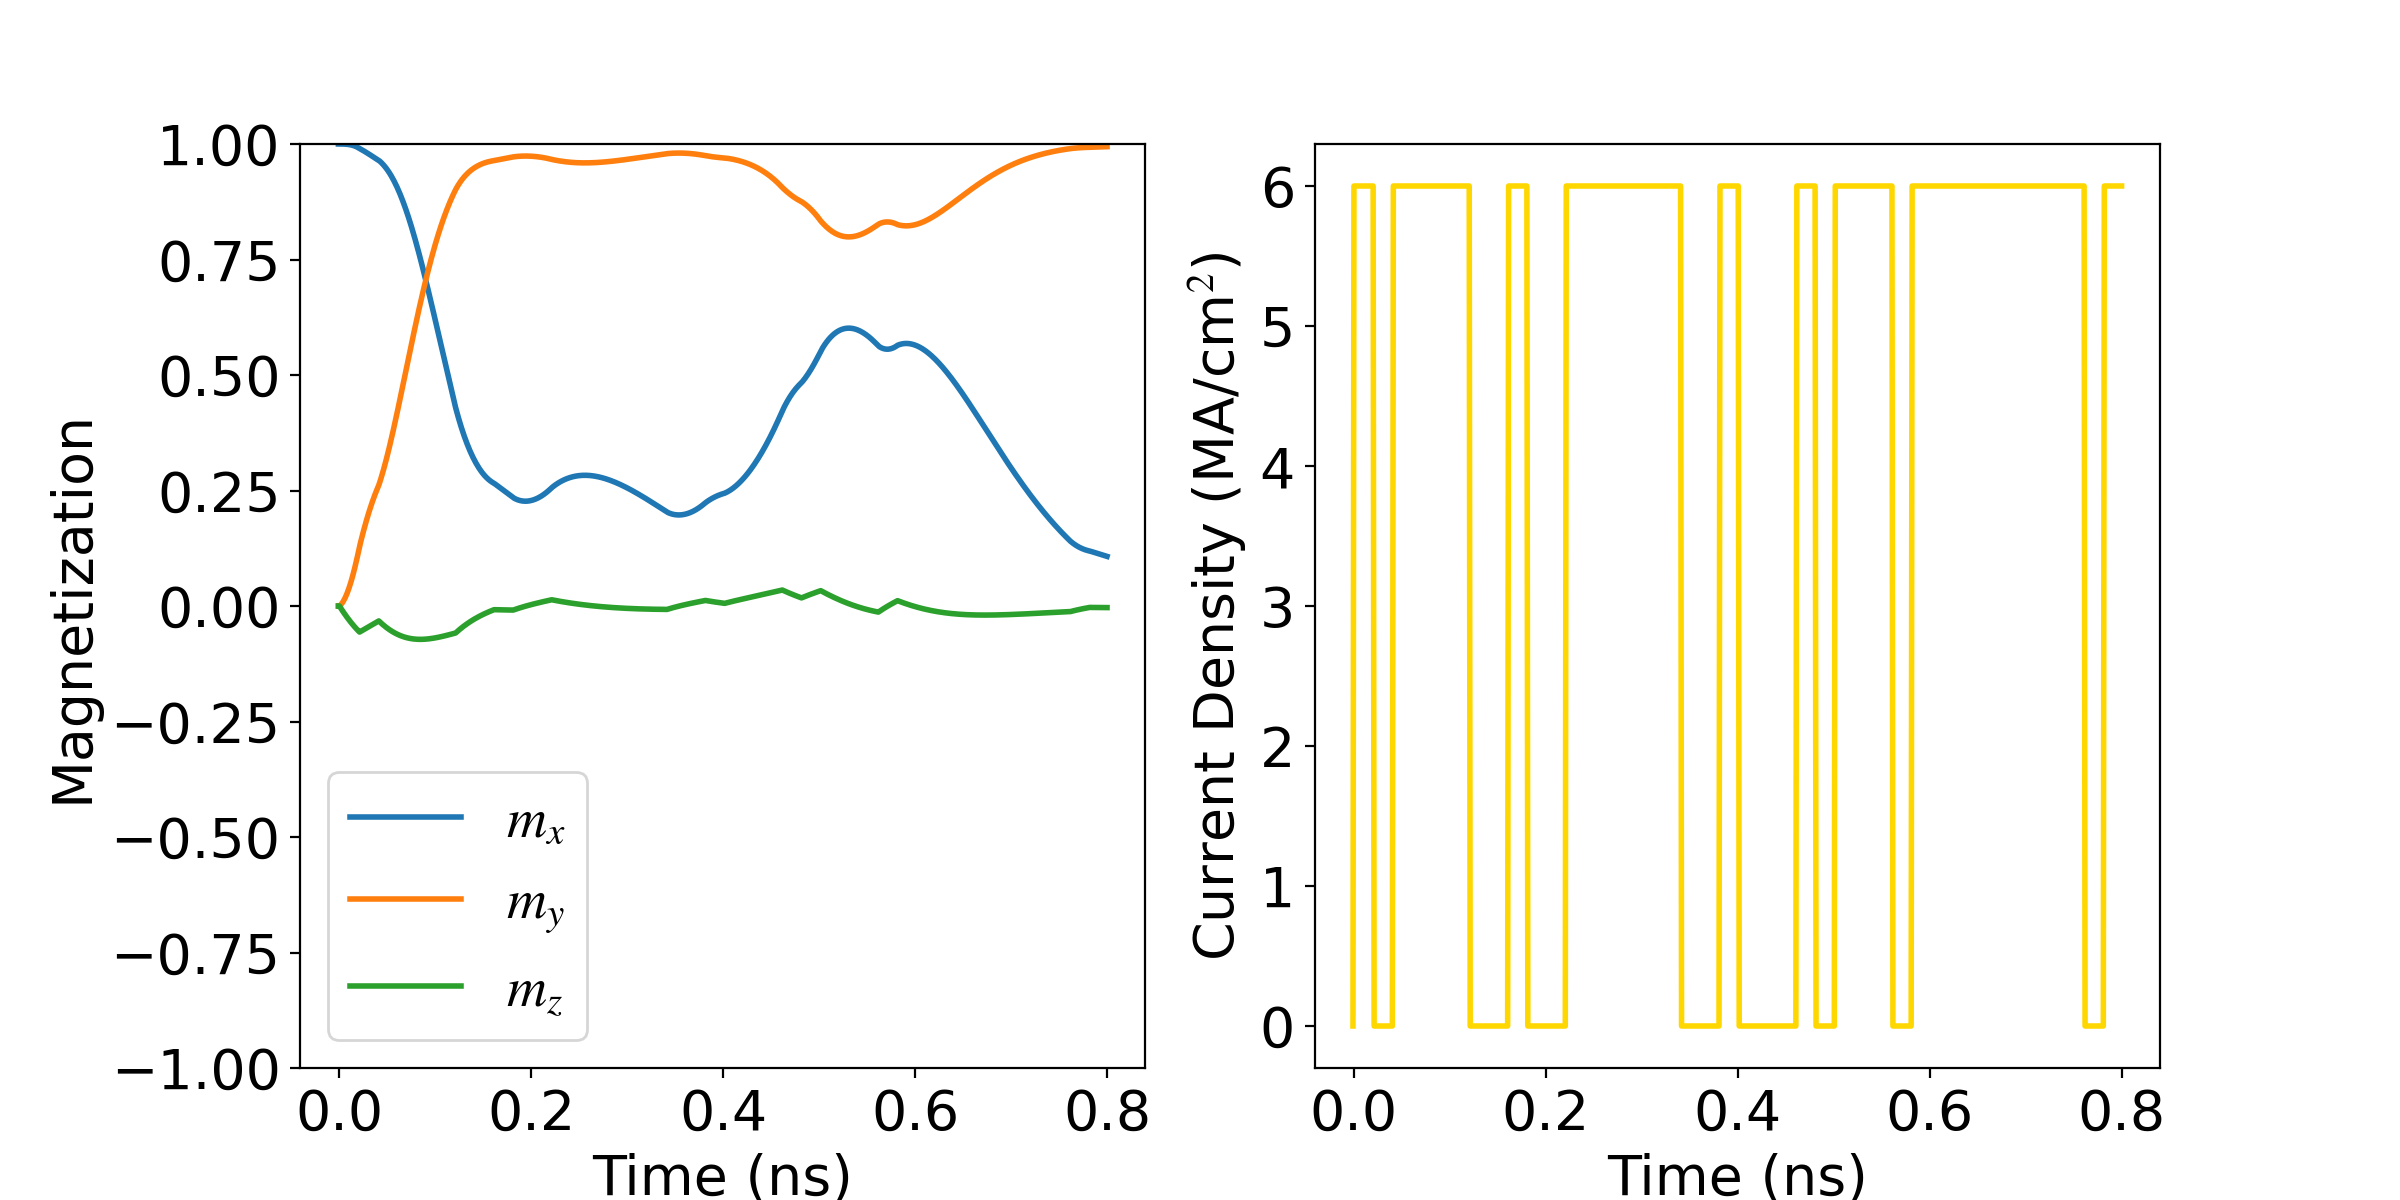 1.00
0.75
0.50
0.25
0.00
−0.25
−0.50
−0.75
−1.00
Magnetization
m_x
m_y
m_z
0.0 0.2 0.4 0.6 0.8
Time (ns)
6
5
4
3
2
1
0
Current Density (MA/cm²)
0.0 0.2 0.4 0.6 0.8
Time (ns)